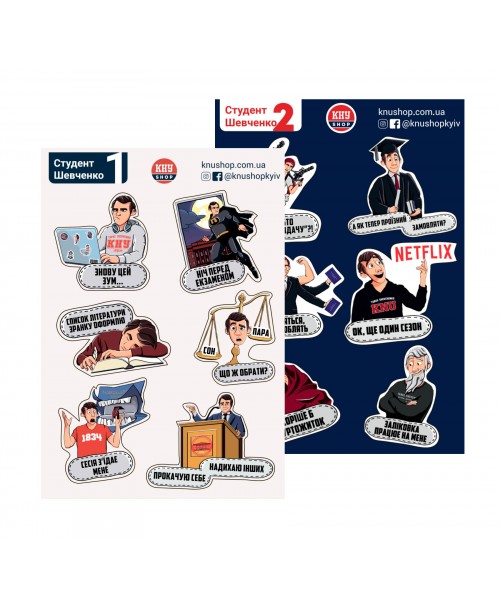 Студент
Шевченко 1
КНУ
SHOP
knushop.com.ua
@knushopkyiv
КНУ
ЗНОВУ ЦЕЙ
ЗУМ...
НІЧ ПЕРЕД
ЕКЗАМЕНОМ
СПИСОК ЛІТЕРАТУРИ
ЗРАНКУ ОФОРМЛЮ
СОН
ПАРА
ЩО Ж ОБРАТИ?
1834
СЕСІЯ З'ЇДАЄ
МЕНЕ
ПРОКАЧУЮ СЕБЕ
НАДИХАЮ ІНШИХ
Студент
Шевченко 2
КНУ
SHOP
knushop.com.ua
@knushopkyiv
А ЯК ТЕПЕР ПРОЇЗНИЙ
ЗАМОВЛЯТИ?
NETFLIX
KNU
ОК, ЩЕ ОДИН СЕЗОН
ЗАЛІКОВКА
ПРАЦЮЄ НА МЕНЕ